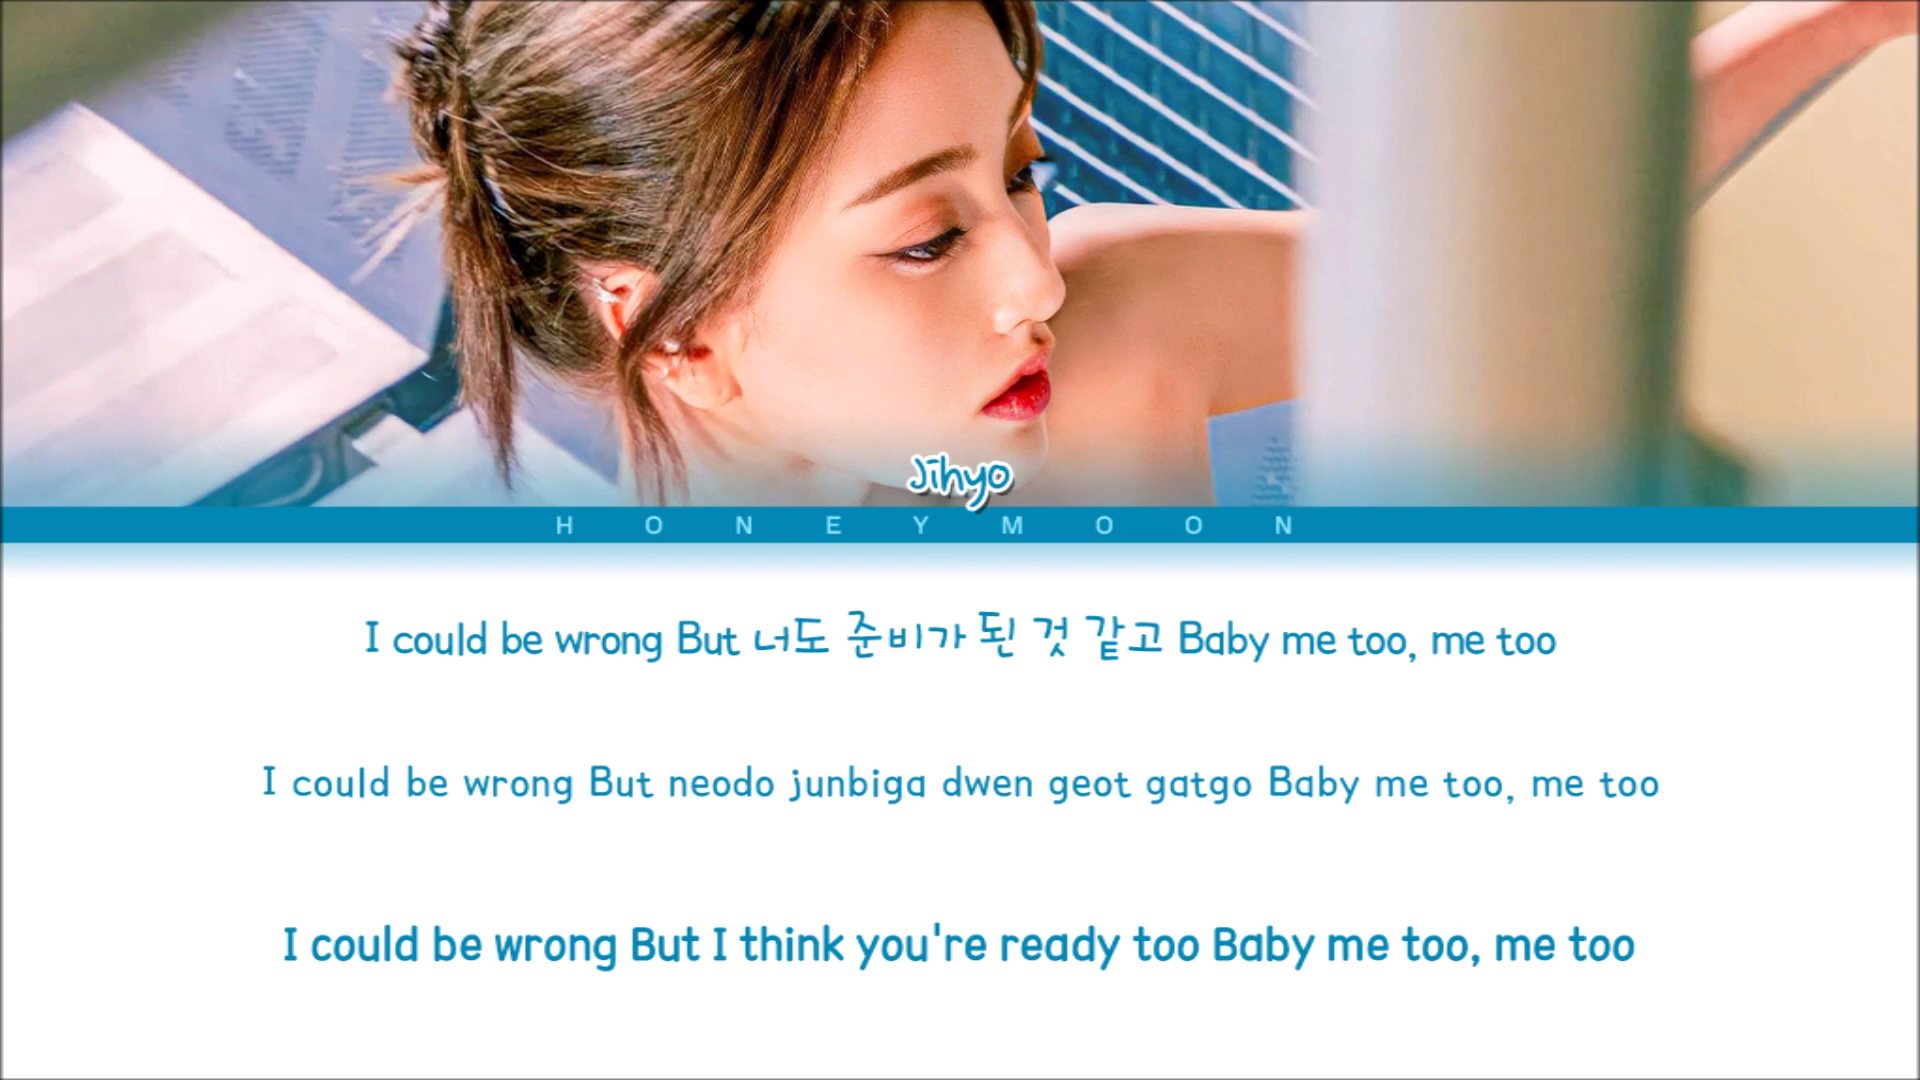 Jihyo
HONEYMOON
I could be wrong But 너도 준비가 된 것 같고 Baby me too, me too
I could be wrong But neodo junbiga dwen geot gatgo Baby me too, me too
I could be wrong But I think you're ready too Baby me too, me too